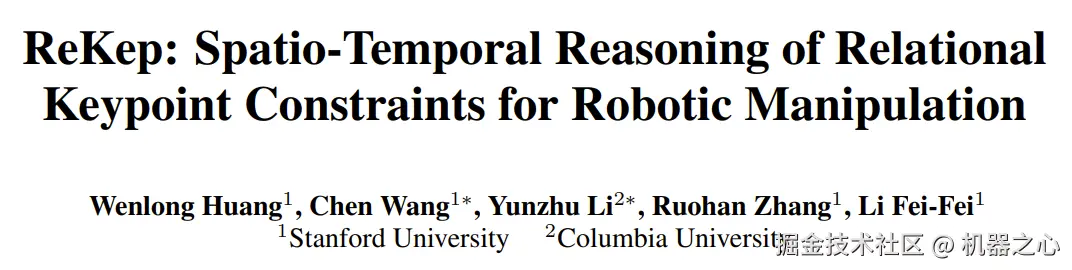 ReKep: Spatio-Temporal Reasoning of Relational
Keypoint Constraints for Robotic Manipulation
Wenlong Huang¹, Chen Wang¹*, Yunzhu Li²*, Ruohan Zhang¹, Li Fei-Fei¹
¹Stanford University ²Columbia University
掘金技术社区 @ 机器之心